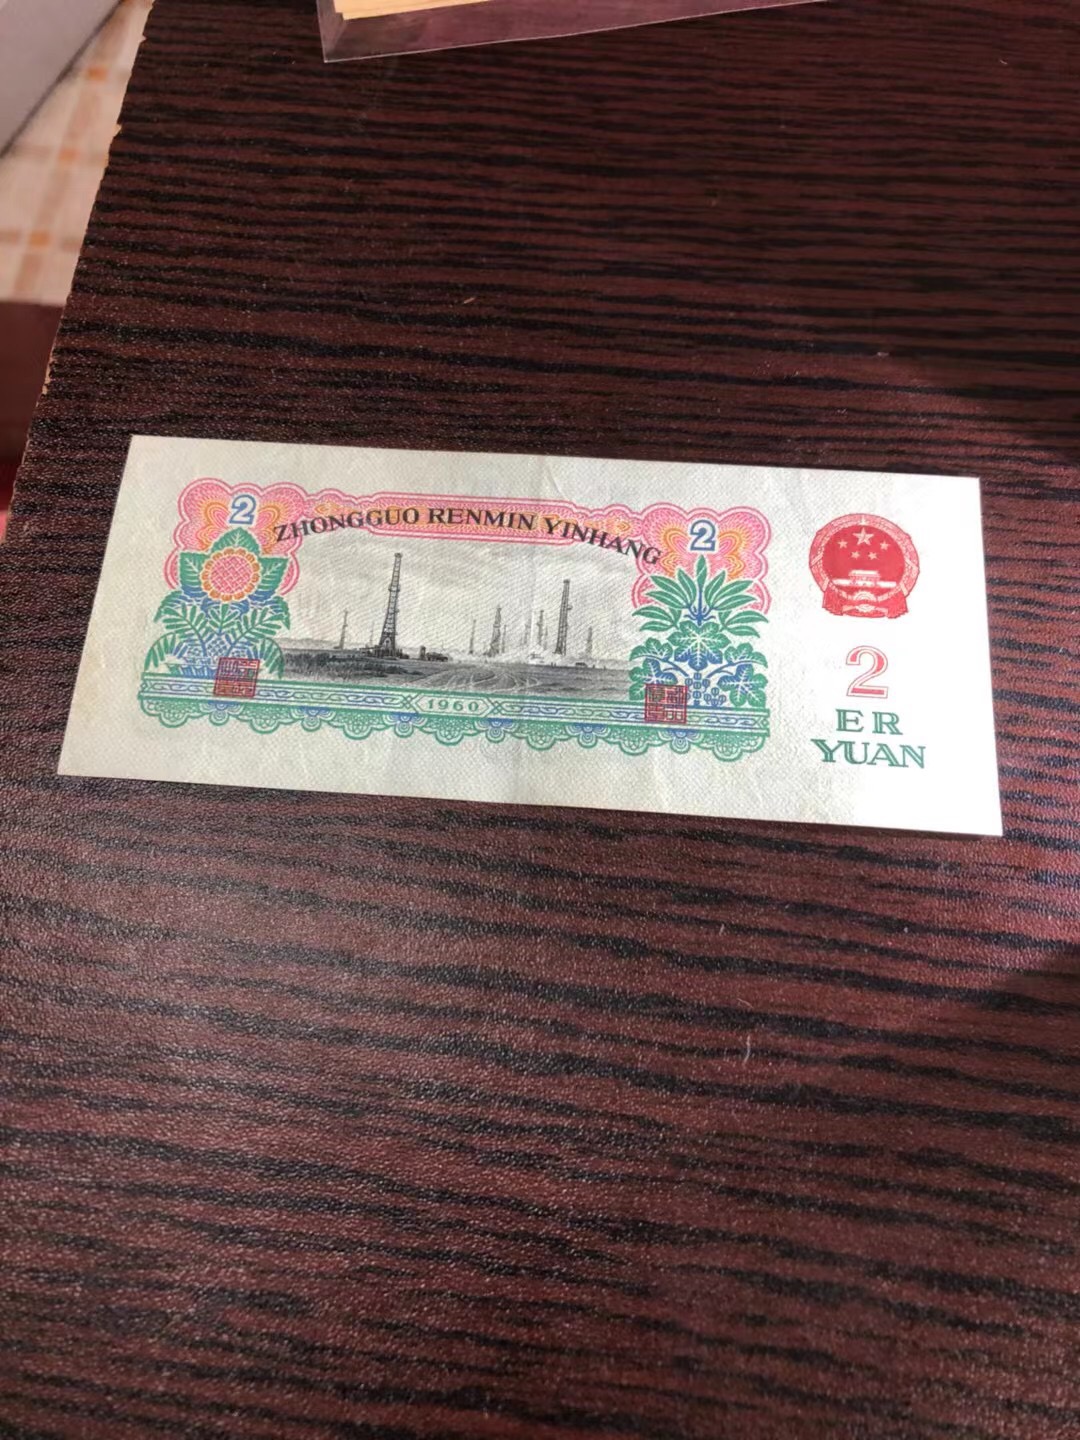 2
ZHONGGUO RENMIN YINHANG
2
1960
2
ER
YUAN